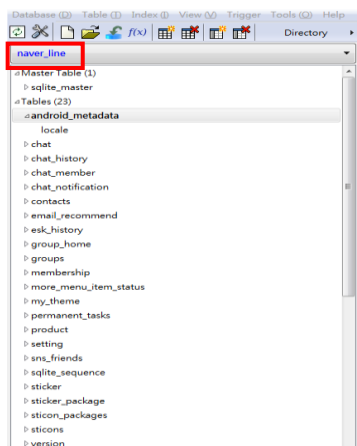 Database (D) Table (T) Index (I) View (V) Trigger Tools (O) Help
f(x) Directory
naver_line
Master Table (1)
sqlite_master
Tables (23)
android_metadata
locale
chat
chat_history
chat_member
chat_notification
contacts
email_recommend
esk_history
group_home
groups
membership
more_menu_item_status
my_theme
permanent_tasks
product
setting
sns_friends
sqlite_sequence
sticker
sticker_package
sticon_packages
sticons
version